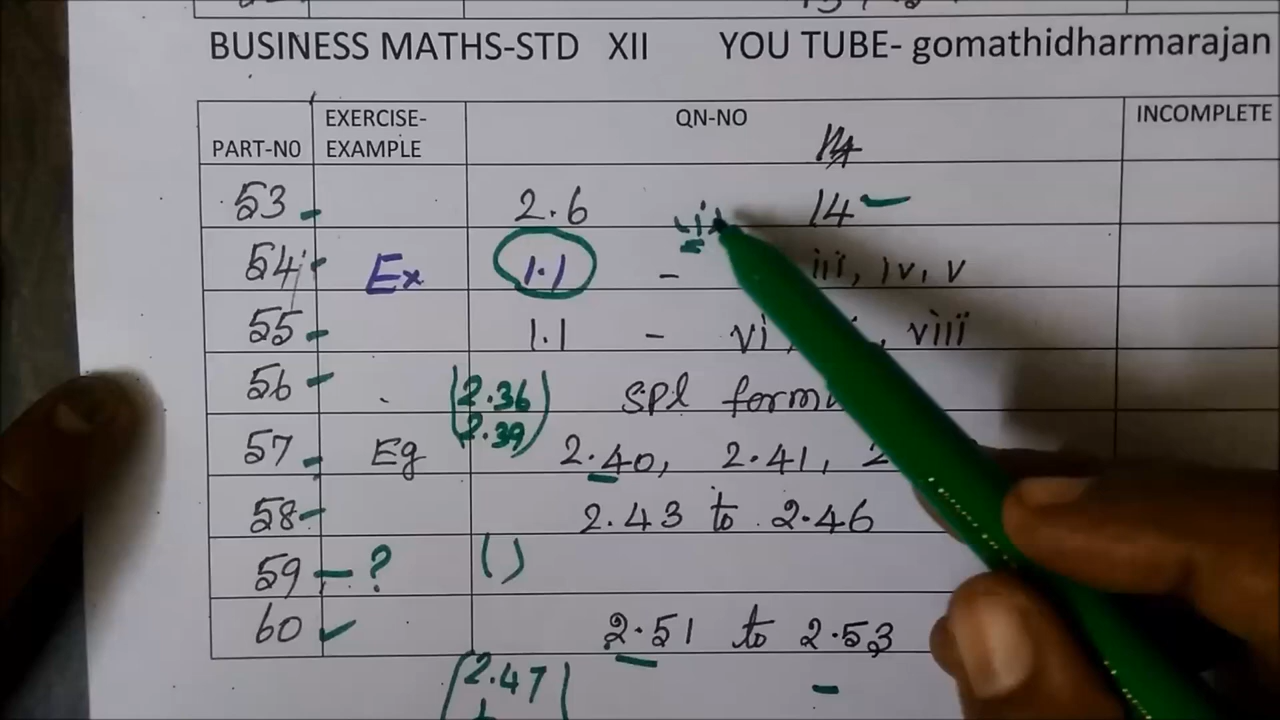 BUSINESS MATHS-STD XII YOU TUBE- gomathidharmarajan
PART-NO EXERCISE-EXAMPLE QN-NO INCOMPLETE
53 2.6 14
54 Ex 1.1 - iii, iv, v
55 1.1 - vi, viii
56 (2.36 Spl
57 Eg 2.39) 2.40, 2.41,
58 2.43 to 2.46
59 - ? ()
60 2.51 to 2.53
(2.47